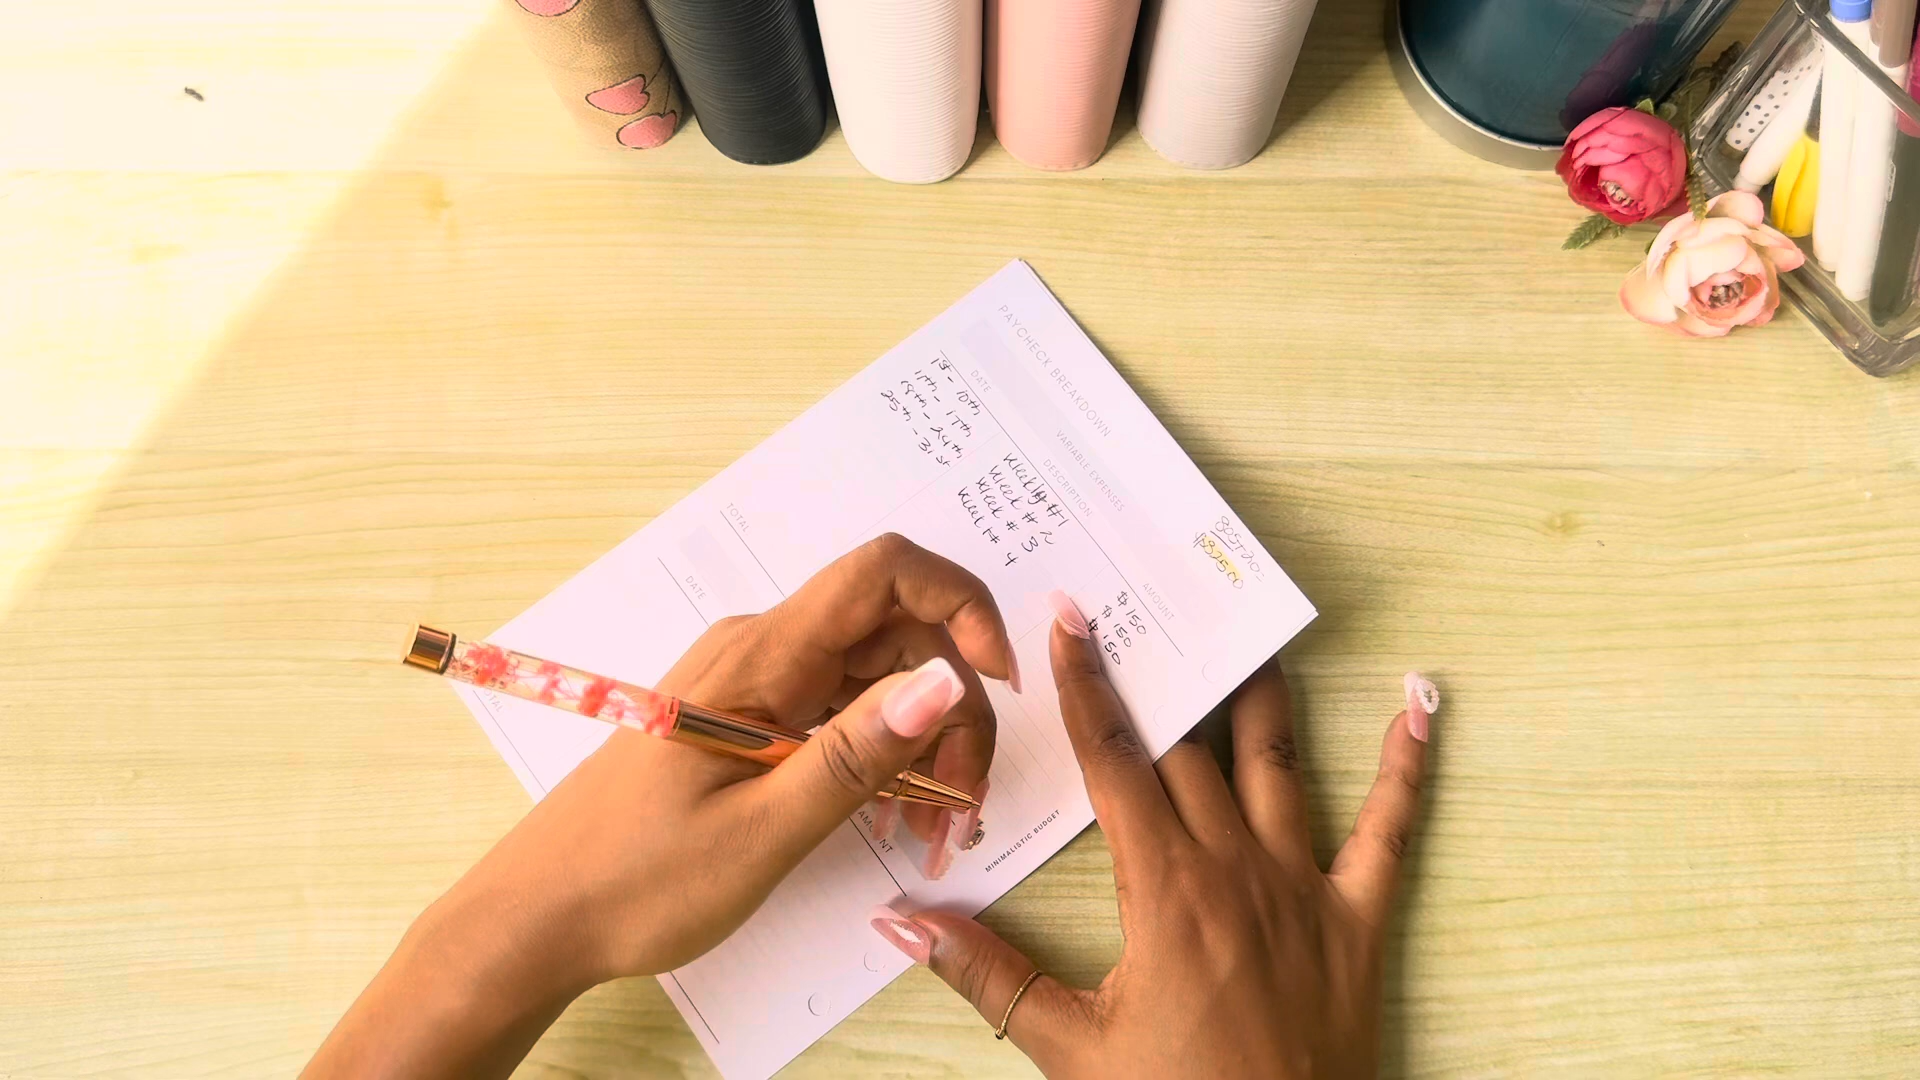 PAYCHECK BREAKDOWN
VARIABLE EXPENSES
DATE DESCRIPTION AMOUNT
1st - 10th Weekly #1 $150
11th - 17th Week # 2 $150
18th - 24th Week # 3 $150
25th - 31st Week # 4
TOTAL
DATE
AMOUNT
MINIMALISTIC BUDGET